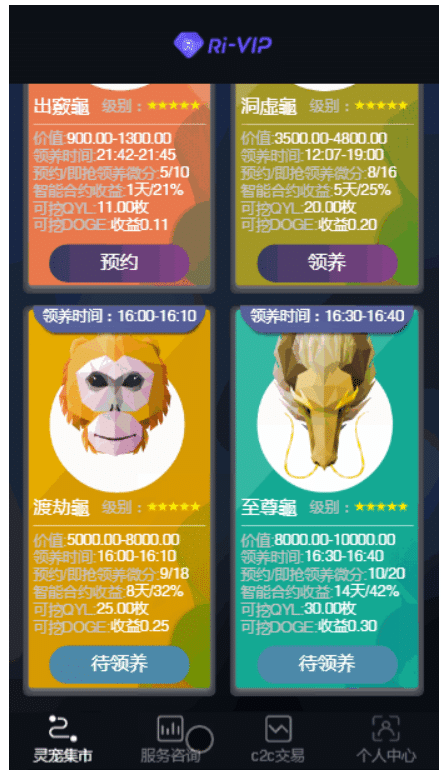 Ri-VIP
出窍龜 级别：★★★★★
价值:900.00-1300.00
领养时间:21:42-21:45
预约/即抢领养微分:5/10
智能合约收益:1天/21%
可挖QYL:11.00枚
可挖DOGE:收益0.11
预约
洞虚龜 级别：★★★★★
价值:3500.00-4800.00
领养时间:12:07-19:00
预约/即抢领养微分:8/16
智能合约收益:5天/25%
可挖QYL:20.00枚
可挖DOGE:收益0.20
领养
领养时间：16:00-16:10
渡劫龜 级别：★★★★★
价值:5000.00-8000.00
领养时间:16:00-16:10
预约/即抢领养微分:9/18
智能合约收益:8天/32%
可挖QYL:25.00枚
可挖DOGE:收益0.25
待领养
领养时间：16:30-16:40
至尊龜 级别：★★★★★
价值:8000.00-10000.00
领养时间:16:30-16:40
预约/即抢领养微分:10/20
智能合约收益:14天/42%
可挖QYL:30.00枚
可挖DOGE:收益0.30
待领养
灵宠集市
服务咨询
c2c交易
个人中心